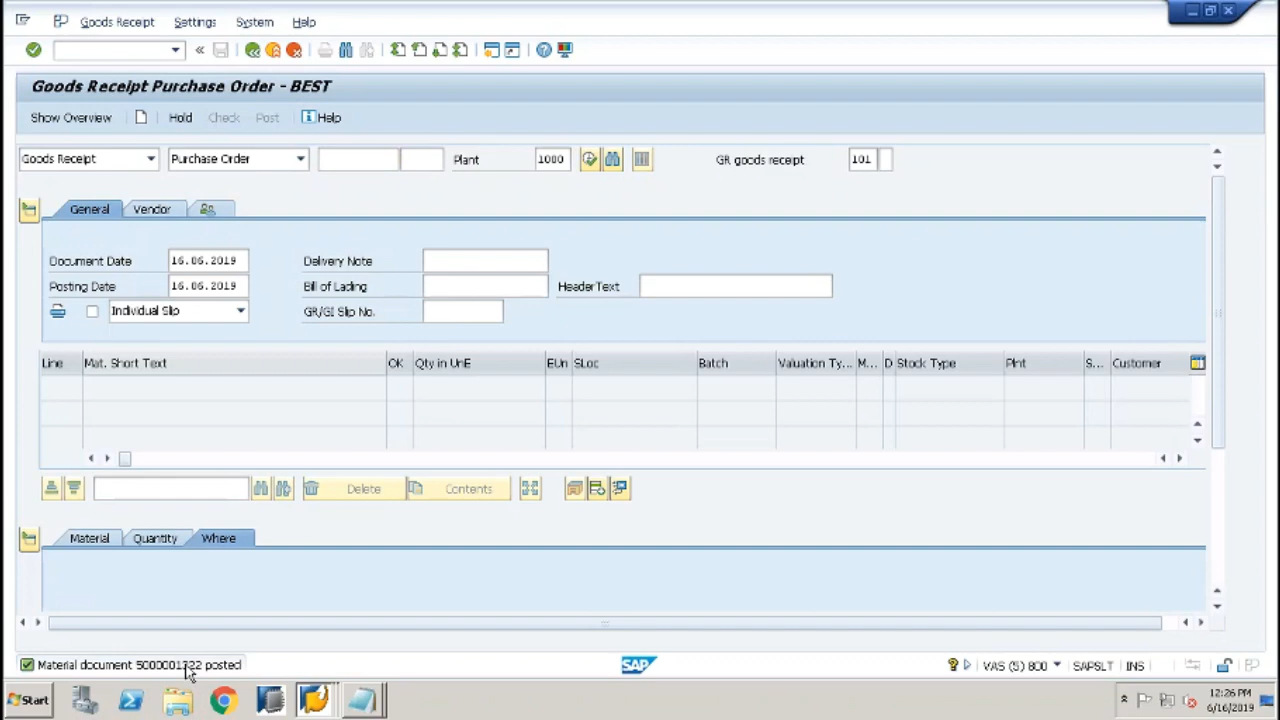 Goods Receipt Settings System Help
Goods Receipt Purchase Order - BEST
Show Overview Hold Check Post Help
Goods Receipt Purchase Order Plant 1000 GR goods receipt 101
General Vendor
Document Date 16.06.2019 Delivery Note
Posting Date 16.06.2019 Bill of Lading HeaderText
Individual Slip GR/GI Slip No.
Line Mat. Short Text OK Qty in UnE EUn SLoc Batch Valuation Ty... M... D Stock Type Plnt S... Customer
Delete Contents
Material Quantity Where
Material document 5000001322 posted SAP VAS (5) 800 SAPSLT INS
Start 12:26 PM
6/16/2019